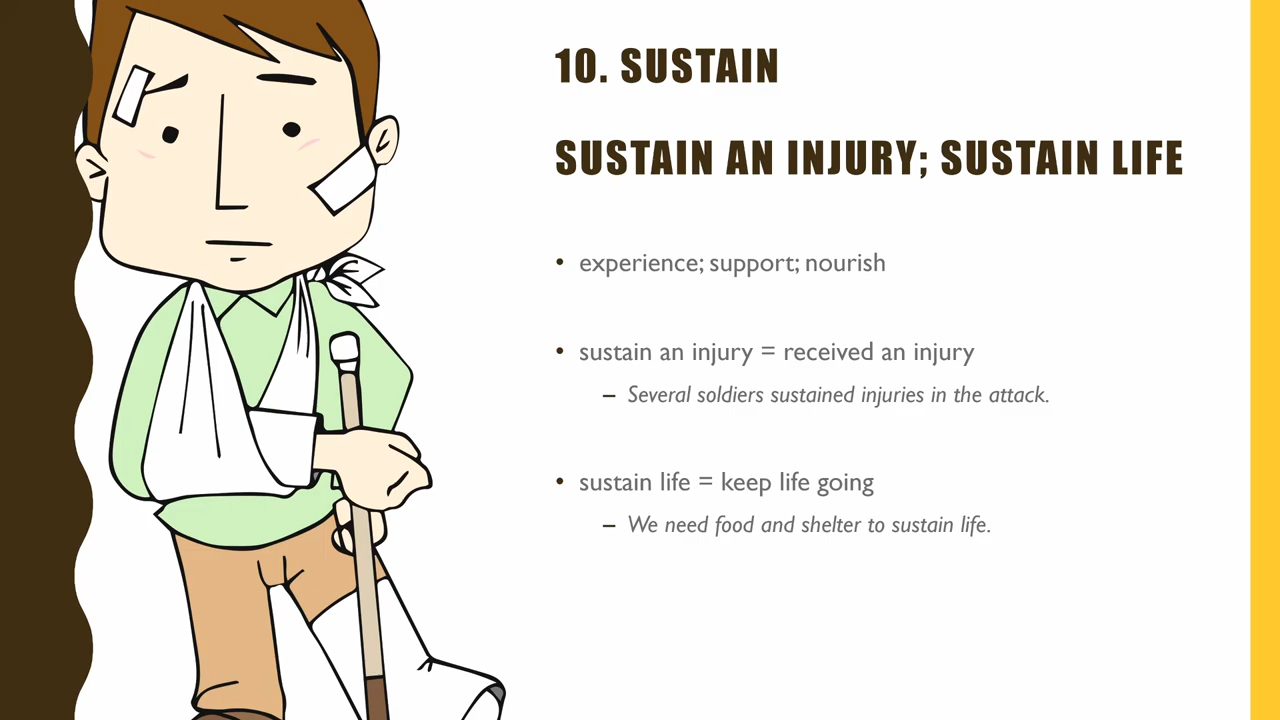 10. SUSTAIN
SUSTAIN AN INJURY; SUSTAIN LIFE
• experience; support; nourish
• sustain an injury = received an injury
– Several soldiers sustained injuries in the attack.
• sustain life = keep life going
– We need food and shelter to sustain life.